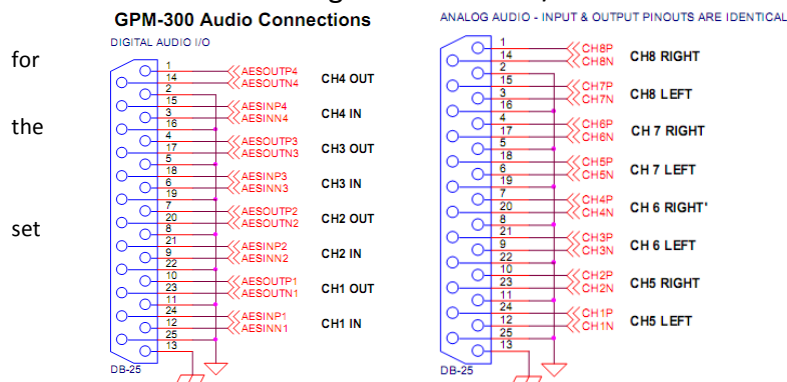 GPM-300 Audio Connections
for
the
set
DIGITAL AUDIO I/O
1
AESOUTP4
14
AESOUTN4
CH4 OUT
2
15
AESINP4
3
AESINN4
CH4 IN
16
4
AESOUTP3
17
AESOUTN3
CH3 OUT
5
18
AESINP3
6
AESINN3
CH3 IN
19
7
AESOUTP2
20
AESOUTN2
CH2 OUT
8
21
AESINP2
9
AESINN2
CH2 IN
22
10
AESOUTP1
23
AESOUTN1
CH1 OUT
11
24
AESINP1
12
AESINN1
CH1 IN
25
13
DB-25
ANALOG AUDIO - INPUT & OUTPUT PINOUTS ARE IDENTICAL
1
CH8P
14
CH8N
CH8 RIGHT
2
15
CH7P
3
CH7N
CH8 LEFT
16
4
CH6P
17
CH6N
CH 7 RIGHT
5
18
CH5P
6
CH5N
CH 7 LEFT
19
7
CH4P
20
CH4N
CH 6 RIGHT'
8
21
CH3P
9
CH3N
CH 6 LEFT
22
10
CH2P
23
CH2N
CH5 RIGHT
11
24
CH1P
12
CH1N
CH5 LEFT
25
13
DB-25